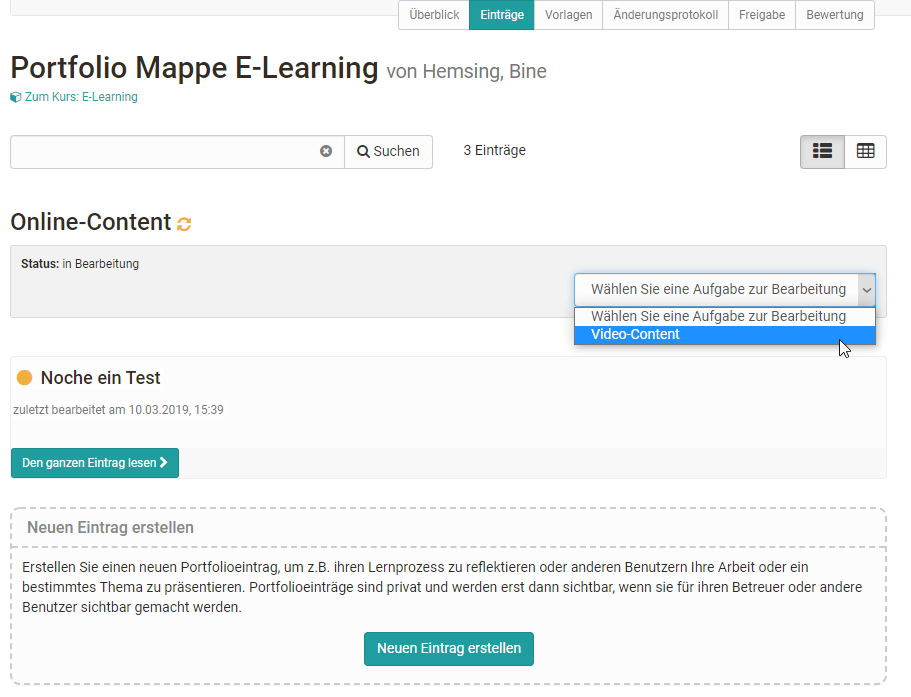 Überblick
Einträge
Vorlagen
Änderungsprotokoll
Freigabe
Bewertung
Portfolio Mappe E-Learning von Hemsing, Bine
Zum Kurs: E-Learning
Suchen
3 Einträge
Online-Content
Status: in Bearbeitung
Wählen Sie eine Aufgabe zur Bearbeitung
Wählen Sie eine Aufgabe zur Bearbeitung
Video-Content
Noche ein Test
zuletzt bearbeitet am 10.03.2019, 15:39
Den ganzen Eintrag lesen
Neuen Eintrag erstellen
Erstellen Sie einen neuen Portfolioeintrag, um z.B. ihren Lernprozess zu reflektieren oder anderen Benutzern Ihre Arbeit oder ein
bestimmtes Thema zu präsentieren. Portfolioeinträge sind privat und werden erst dann sichtbar, wenn sie für ihren Betreuer oder andere
Benutzer sichtbar gemacht werden.
Neuen Eintrag erstellen